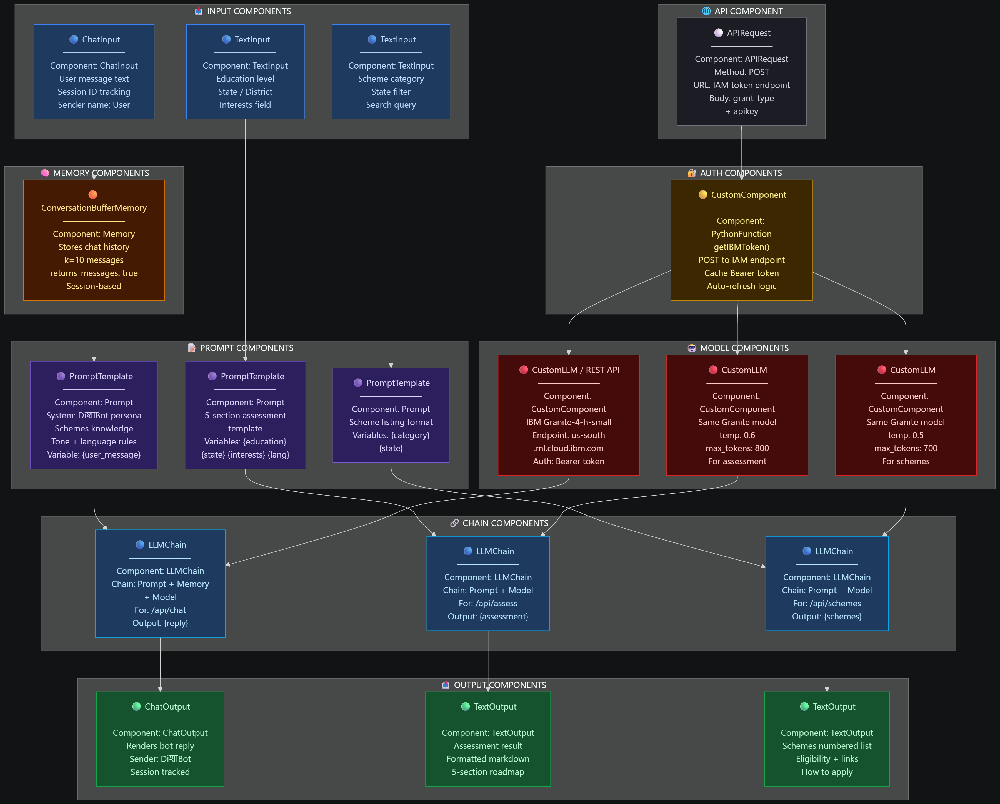 INPUT COMPONENTS
ChatInput
Component: ChatInput
User message text
Session ID tracking
Sender name: User
TextInput
Component: TextInput
Education level
State / District
Interests field
TextInput
Component: TextInput
Scheme category
State filter
Search query
API COMPONENT
APIRequest
Component: APIRequest
Method: POST
URL: IAM token endpoint
Body: grant_type
+ apikey
MEMORY COMPONENTS
ConversationBufferMemory
Component: Memory
Stores chat history
k=10 messages
returns_messages: true
Session-based
AUTH COMPONENTS
CustomComponent
Component:
PythonFunction
getIBMToken()
POST to IAM endpoint
Cache Bearer token
Auto-refresh logic
PROMPT COMPONENTS
PromptTemplate
Component: Prompt
System: DiशाBot persona
Schemes knowledge
Tone + language rules
Variable: {user_message}
PromptTemplate
Component: Prompt
5-section assessment
template
Variables: {education}
{state} {interests} {lang}
PromptTemplate
Component: Prompt
Scheme listing format
Variables: {category}
{state}
MODEL COMPONENTS
CustomLLM / REST API
Component:
CustomComponent
IBM Granite-4-h-small
Endpoint: us-south
.ml.cloud.ibm.com
Auth: Bearer token
CustomLLM
Component:
CustomComponent
Same Granite model
temp: 0.6
max_tokens: 800
For assessment
CustomLLM
Component:
CustomComponent
Same Granite model
temp: 0.5
max_tokens: 700
For schemes
CHAIN COMPONENTS
LLMChain
Component: LLMChain
Chain: Prompt + Memory
+ Model
For: /api/chat
Output: {reply}
LLMChain
Component: LLMChain
Chain: Prompt + Model
For: /api/assess
Output: {assessment}
LLMChain
Component: LLMChain
Chain: Prompt + Model
For: /api/schemes
Output: {schemes}
OUTPUT COMPONENTS
ChatOutput
Component: ChatOutput
Renders bot reply
Sender: DiशाBot
Session tracked
TextOutput
Component: TextOutput
Assessment result
Formatted markdown
5-section roadmap
TextOutput
Component: TextOutput
Schemes numbered list
Eligibility + links
How to apply